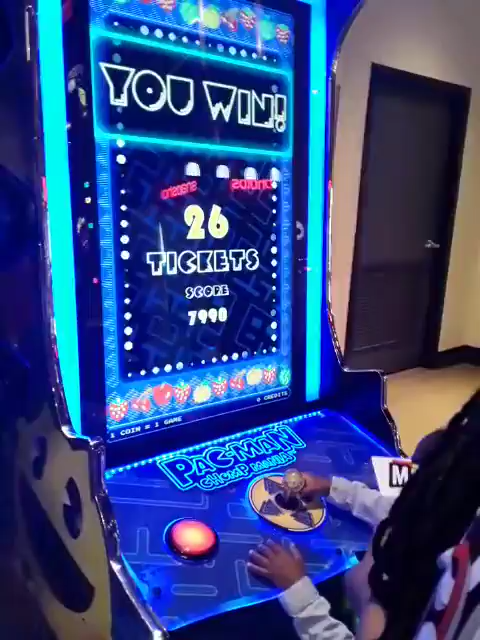 YOU WIN!
26
TICKETS
SCORE
7990
1 COIN = 1 GAME
0 CREDITS
PAC-MAN
CHOMP MANIA
M